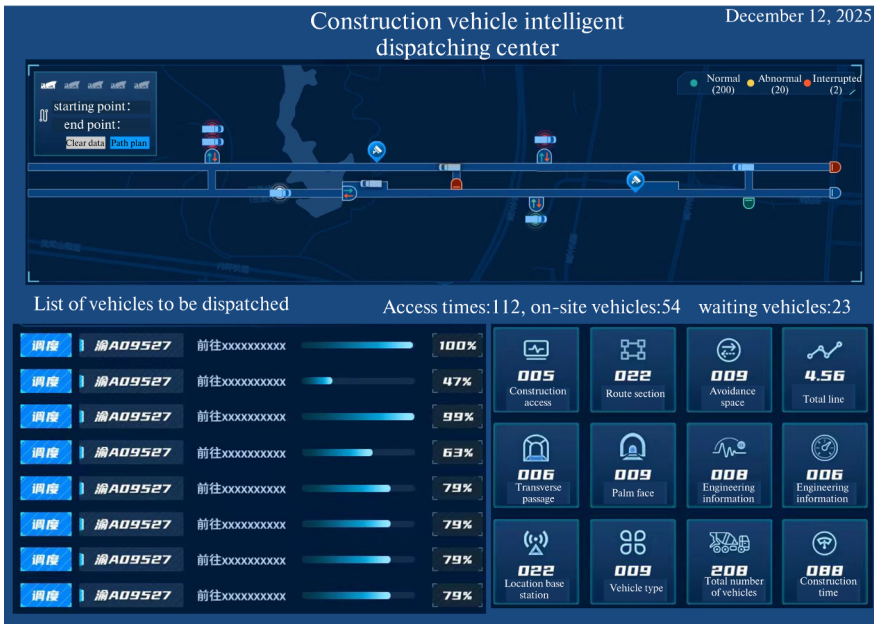 Construction vehicle intelligent
dispatching center
December 12, 2025
starting point:
end point:
Clear data Path plan
Normal
(200)
Abnormal
(20)
Interrupted
(2)
List of vehicles to be dispatched
Access times:112, on-site vehicles:54 waiting vehicles:23
调度 渝A09527 前往xxxxxxxxxx 100%
调度 渝A09527 前往xxxxxxxxxx 47%
调度 渝A09527 前往xxxxxxxxxx 99%
调度 渝A09527 前往xxxxxxxxxx 63%
调度 渝A09527 前往xxxxxxxxxx 79%
调度 渝A09527 前往xxxxxxxxxx 79%
调度 渝A09527 前往xxxxxxxxxx 79%
调度 渝A09527 前往xxxxxxxxxx 79%
005
Construction
access
022
Route section
009
Avoidance
space
4.56
Total line
006
Transverse
passage
009
Palm face
008
Engineering
information
006
Engineering
information
022
Location base
station
009
Vehicle type
208
Total number
of vehicles
088
Construction
time